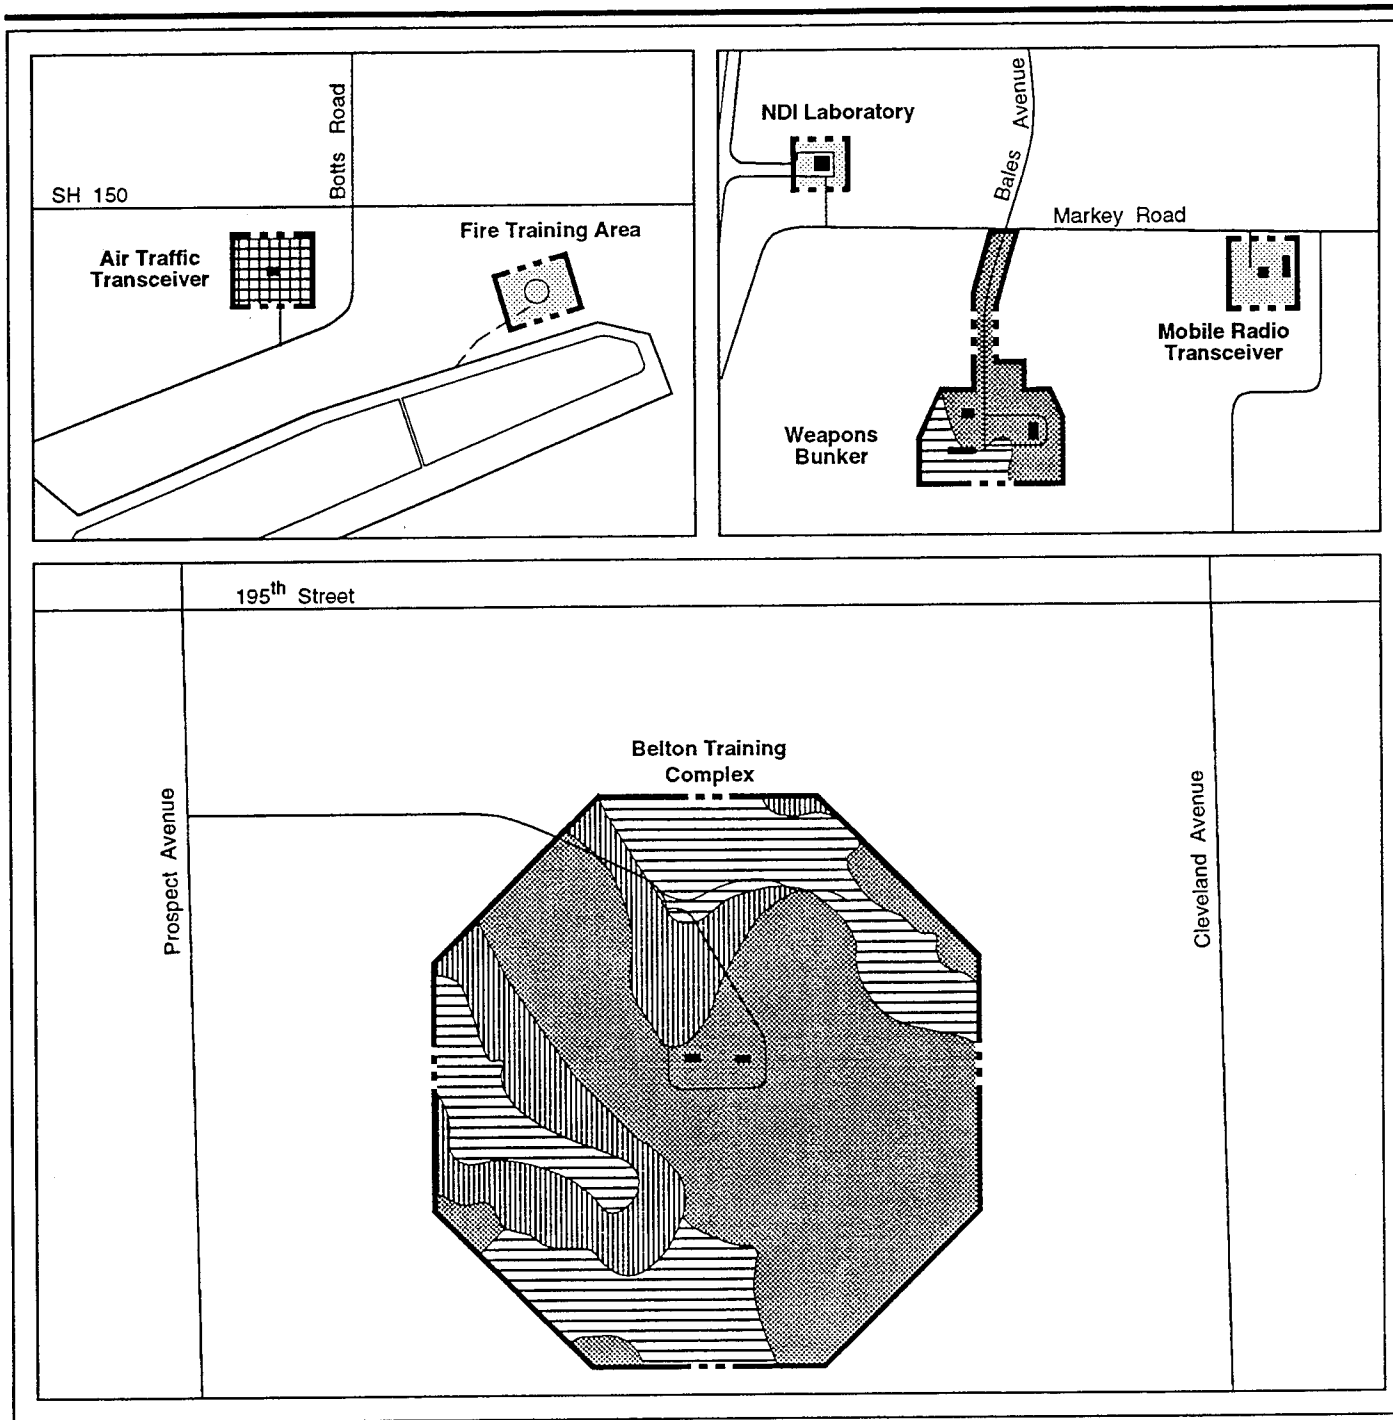 Botts Road
SH 150
Air Traffic
Transceiver
Fire Training Area
NDI Laboratory
Bales Avenue
Markey Road
Mobile Radio
Transceiver
Weapons
Bunker
195th Street
Belton Training
Complex
Prospect Avenue
Cleveland Avenue